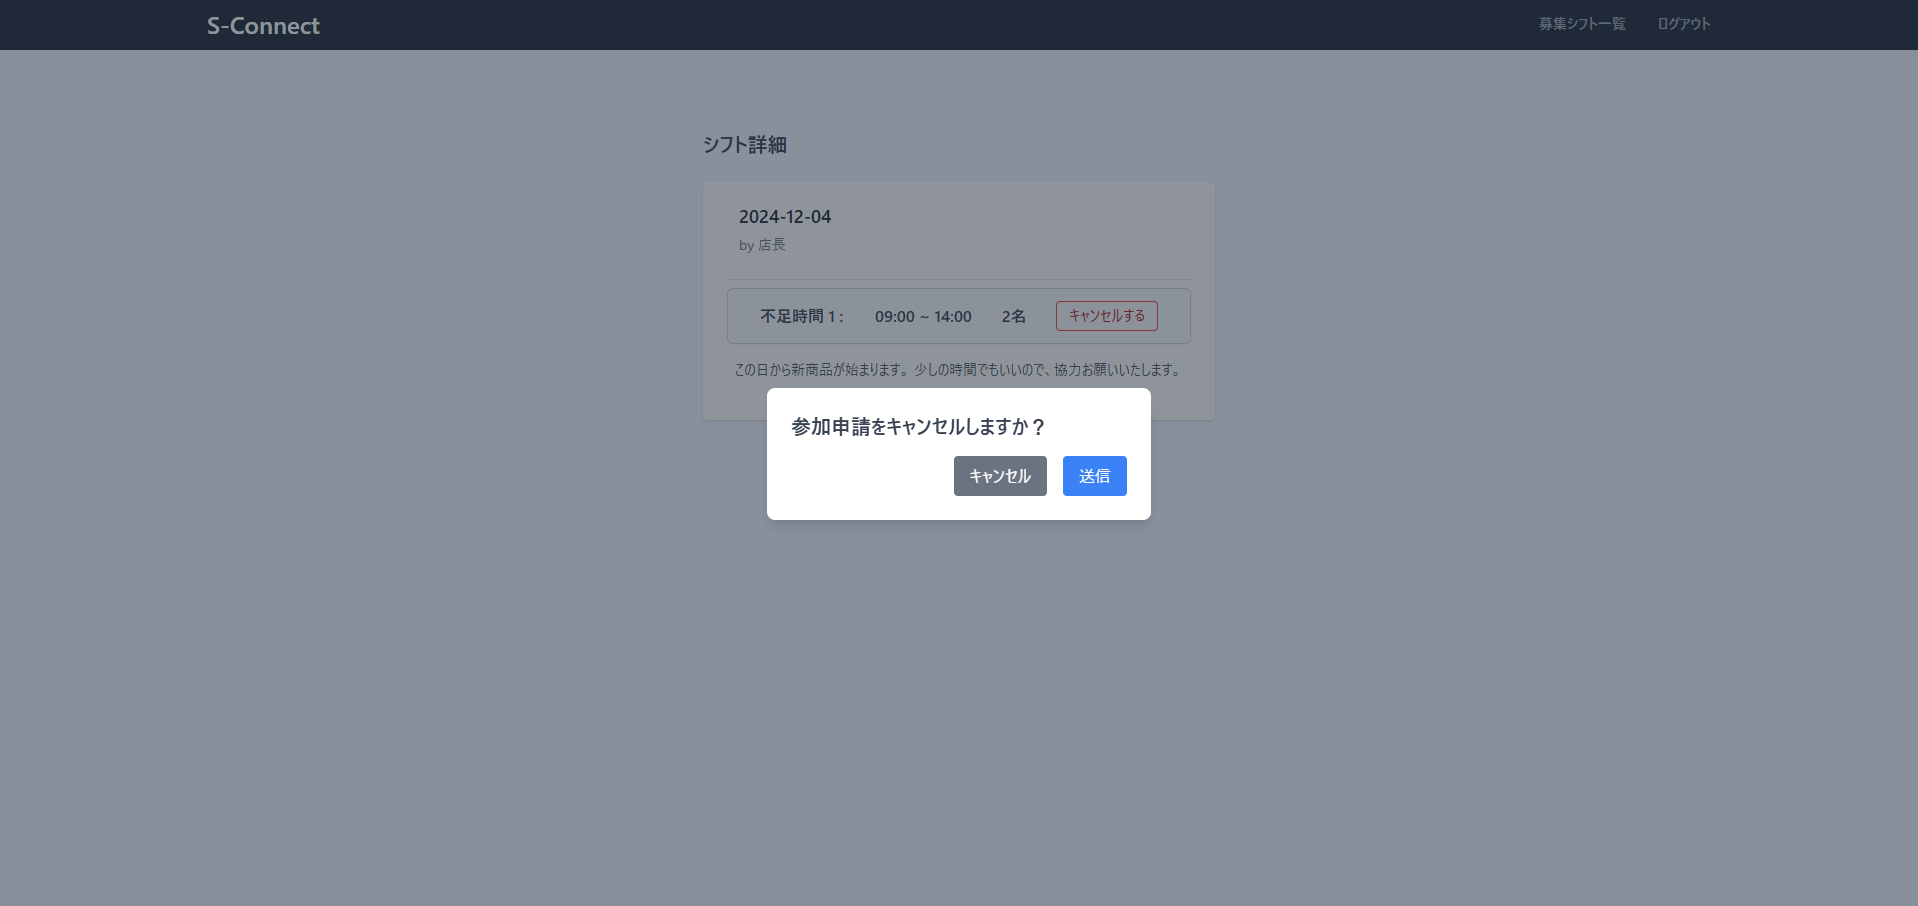 S-Connect 募集シフト一覧 ログアウト
シフト詳細
2024-12-04
by 店長
不足時間 1 : 09:00 ~ 14:00 2名 キャンセルする
この日から新商品が始まります。少しの時間でもいいので、協力お願いいたします。
参加申請をキャンセルしますか？
キャンセル 送信